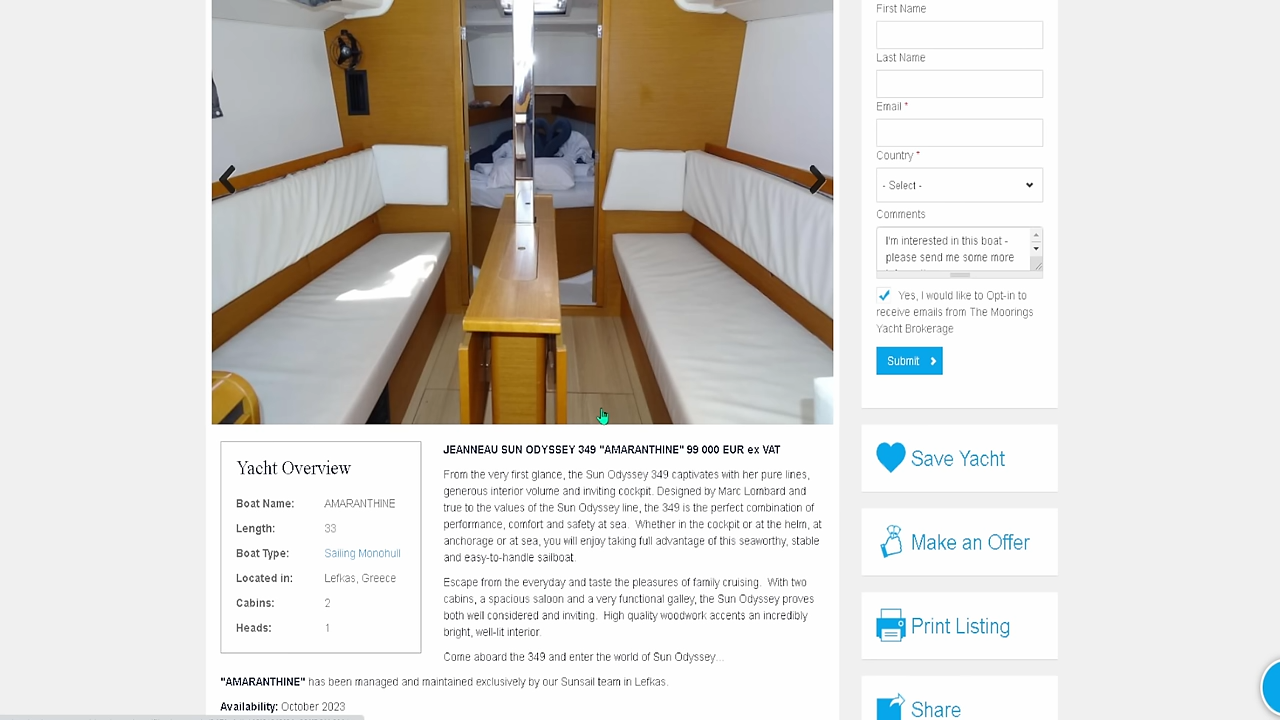 JEANNEAU SUN ODYSSEY 349 "AMARANTHINE" 99 000 EUR ex VAT
Yacht Overview
Boat Name: AMARANTHINE
Length: 33
Boat Type: Sailing Monohull
Located in: Lefkas, Greece
Cabins: 2
Heads: 1
From the very first glance, the Sun Odyssey 349 captivates with her pure lines,
generous interior volume and inviting cockpit. Designed by Marc Lombard and
true to the values of the Sun Odyssey line, the 349 is the perfect combination of
performance, comfort and safety at sea. Whether in the cockpit or at the helm, at
anchorage or at sea, you will enjoy taking full advantage of this seaworthy, stable
and easy-to-handle sailboat.
Escape from the everyday and taste the pleasures of family cruising. With two
cabins, a spacious saloon and a very functional galley, the Sun Odyssey proves
both well considered and inviting. High quality woodwork accents an incredibly
bright, well-lit interior.
Come aboard the 349 and enter the world of Sun Odyssey...
"AMARANTHINE" has been managed and maintained exclusively by our Sunsail team in Lefkas.
Availability: October 2023
First Name
Last Name
Email *
Country *
- Select -
Comments
I'm interested in this boat -
please send me some more
Yes, I would like to Opt-in to
receive emails from The Moorings
Yacht Brokerage
Submit
Save Yacht
Make an Offer
Print Listing
Share